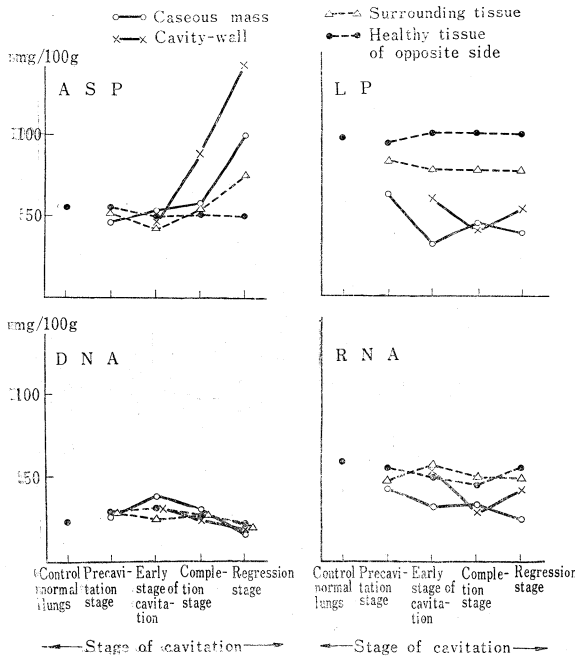 Caseous mass
Cavity-wall
Surrounding tissue
Healthy tissue
of opposite side
mg/100g
A S P
L P
100
50
mg/100g
D N A
R N A
100
50
Control
normal
lungs
Precavi-
tation
stage
Early
stage of
cavita-
tion
Comple-
tion
stage
Regression
stage
Control
normal
lungs
Precavi-
tation
stage
Early
stage of
cavita-
tion
Comple-
tion
stage
Regression
stage
Stage of cavitation
Stage of cavitation